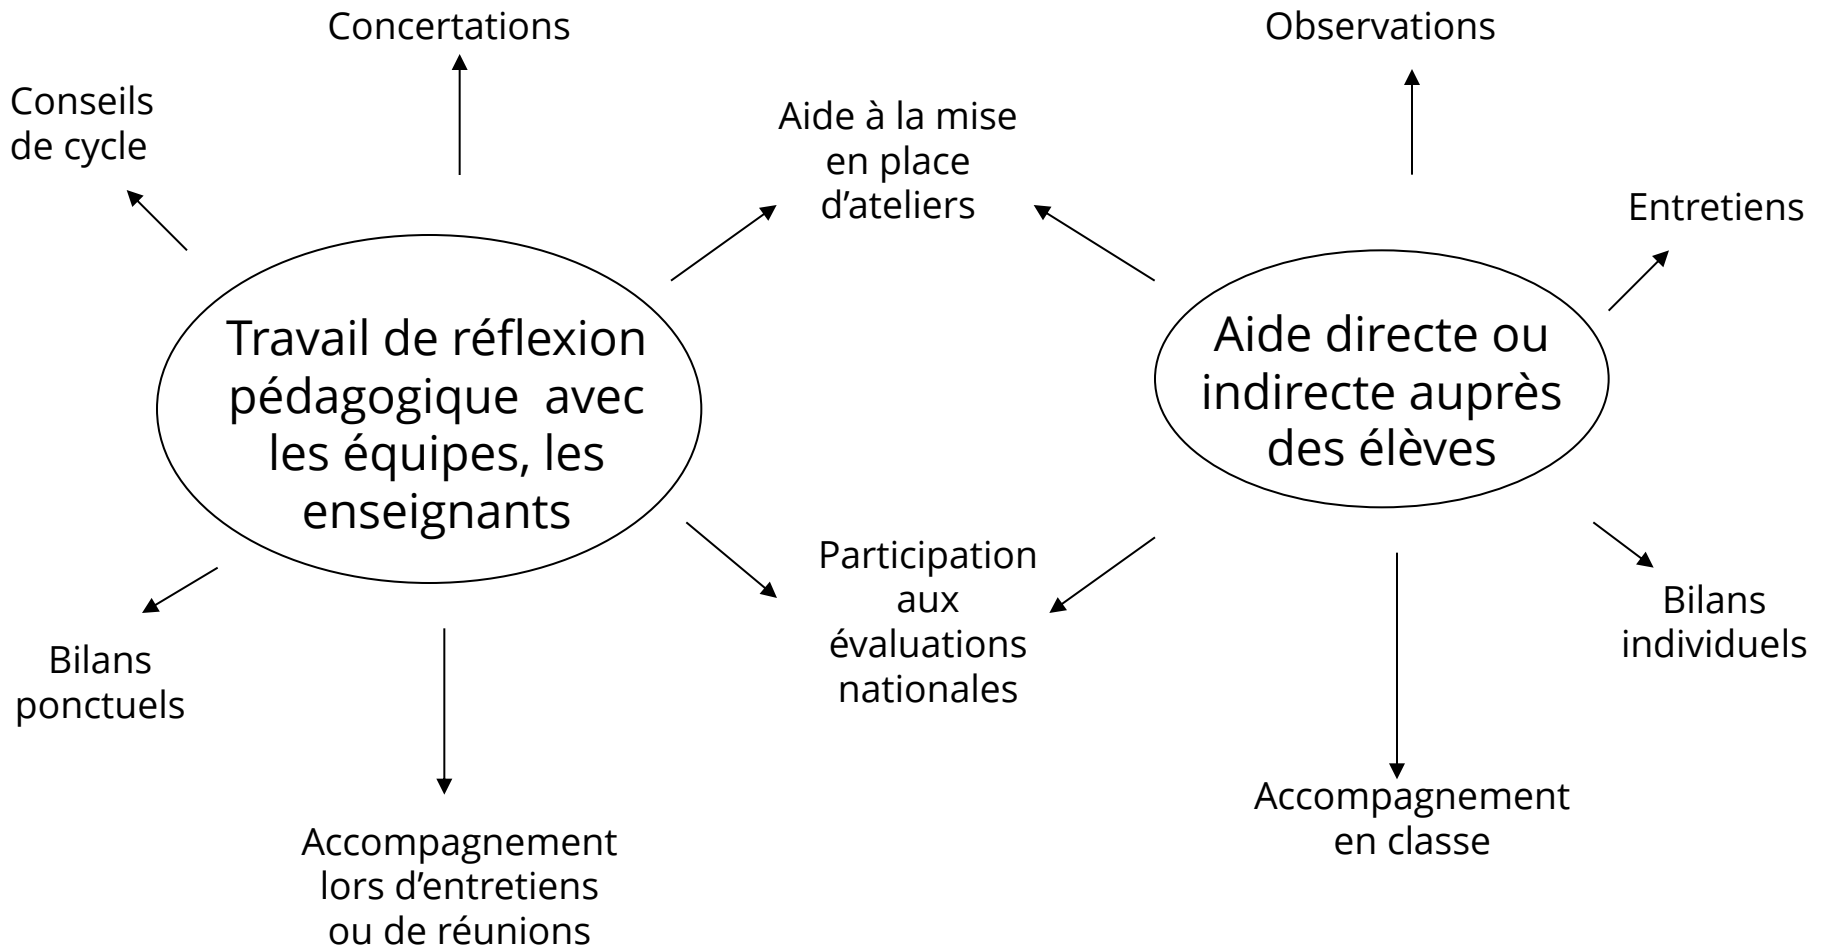 Concertations
Observations
Conseils
de cycle
Aide à la mise
en place
d’ateliers
Entretiens
Travail de réflexion
pédagogique  avec
les équipes, les
enseignants
Aide directe ou
indirecte auprès
des élèves
Participation
aux
évaluations
nationales
Bilans
individuels
Bilans
ponctuels
Accompagnement
en classe
Accompagnement
lors d’entretiens
ou de réunions